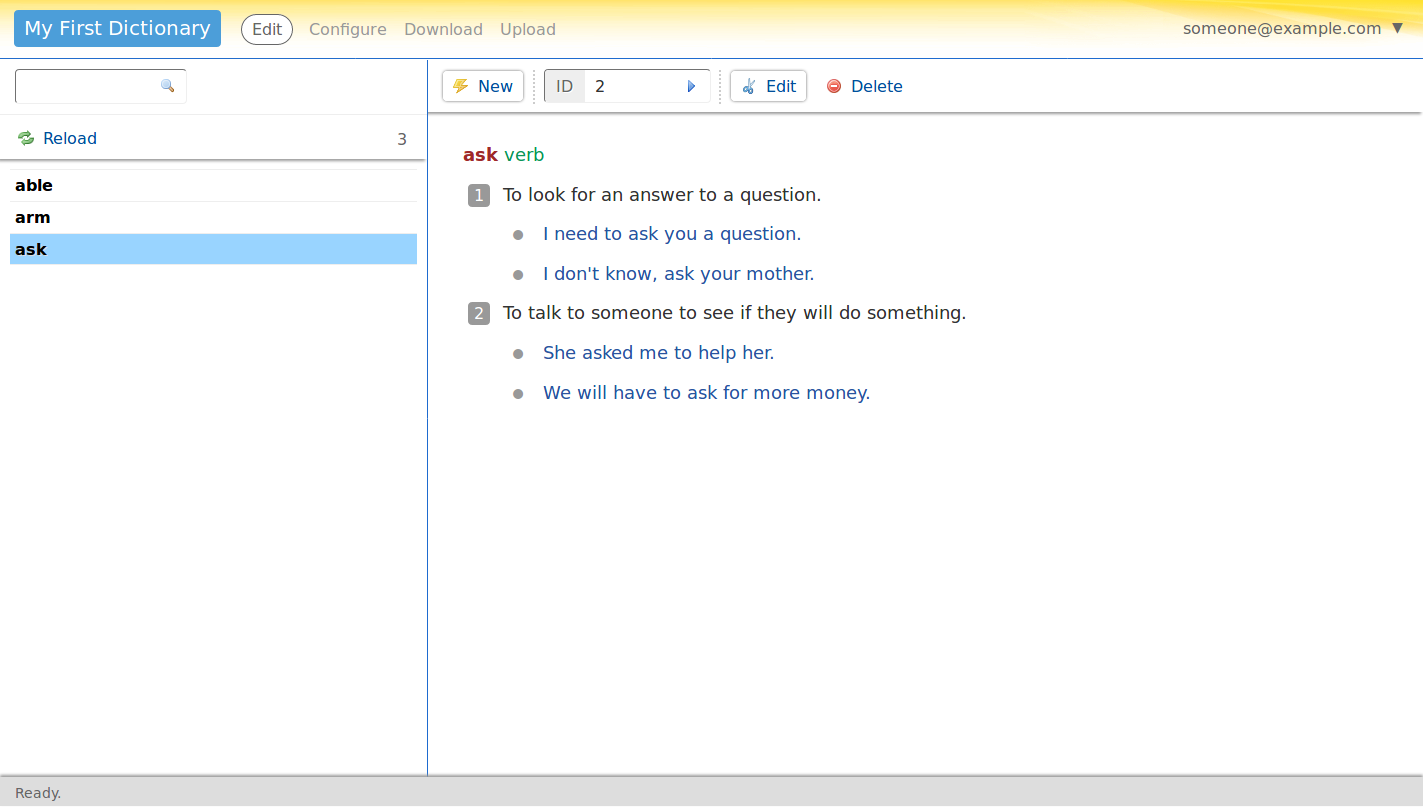 My First Dictionary Edit Configure Download Upload someone@example.com ▼
New ID 2 Edit Delete
Reload 3
able
arm
ask
ask verb
1 To look for an answer to a question.
● I need to ask you a question.
● I don't know, ask your mother.
2 To talk to someone to see if they will do something.
● She asked me to help her.
● We will have to ask for more money.
Ready.